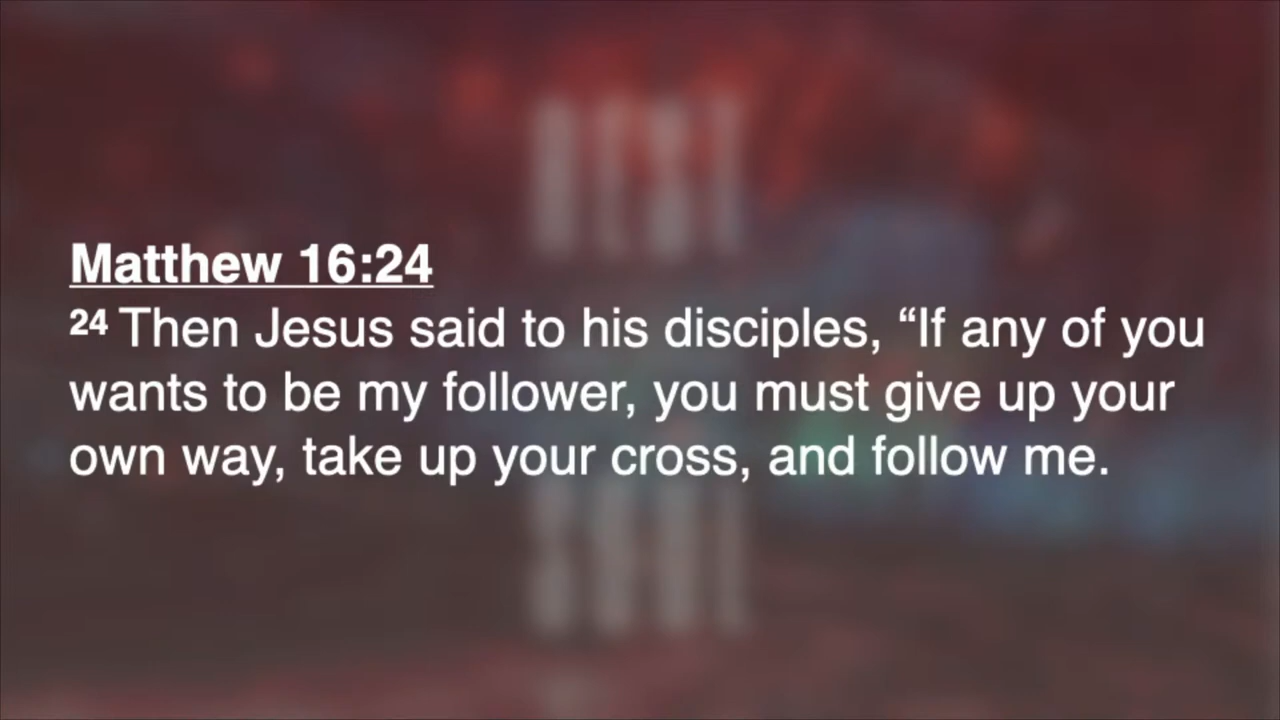 Matthew 16:24
24 Then Jesus said to his disciples, “If any of you
wants to be my follower, you must give up your
own way, take up your cross, and follow me.